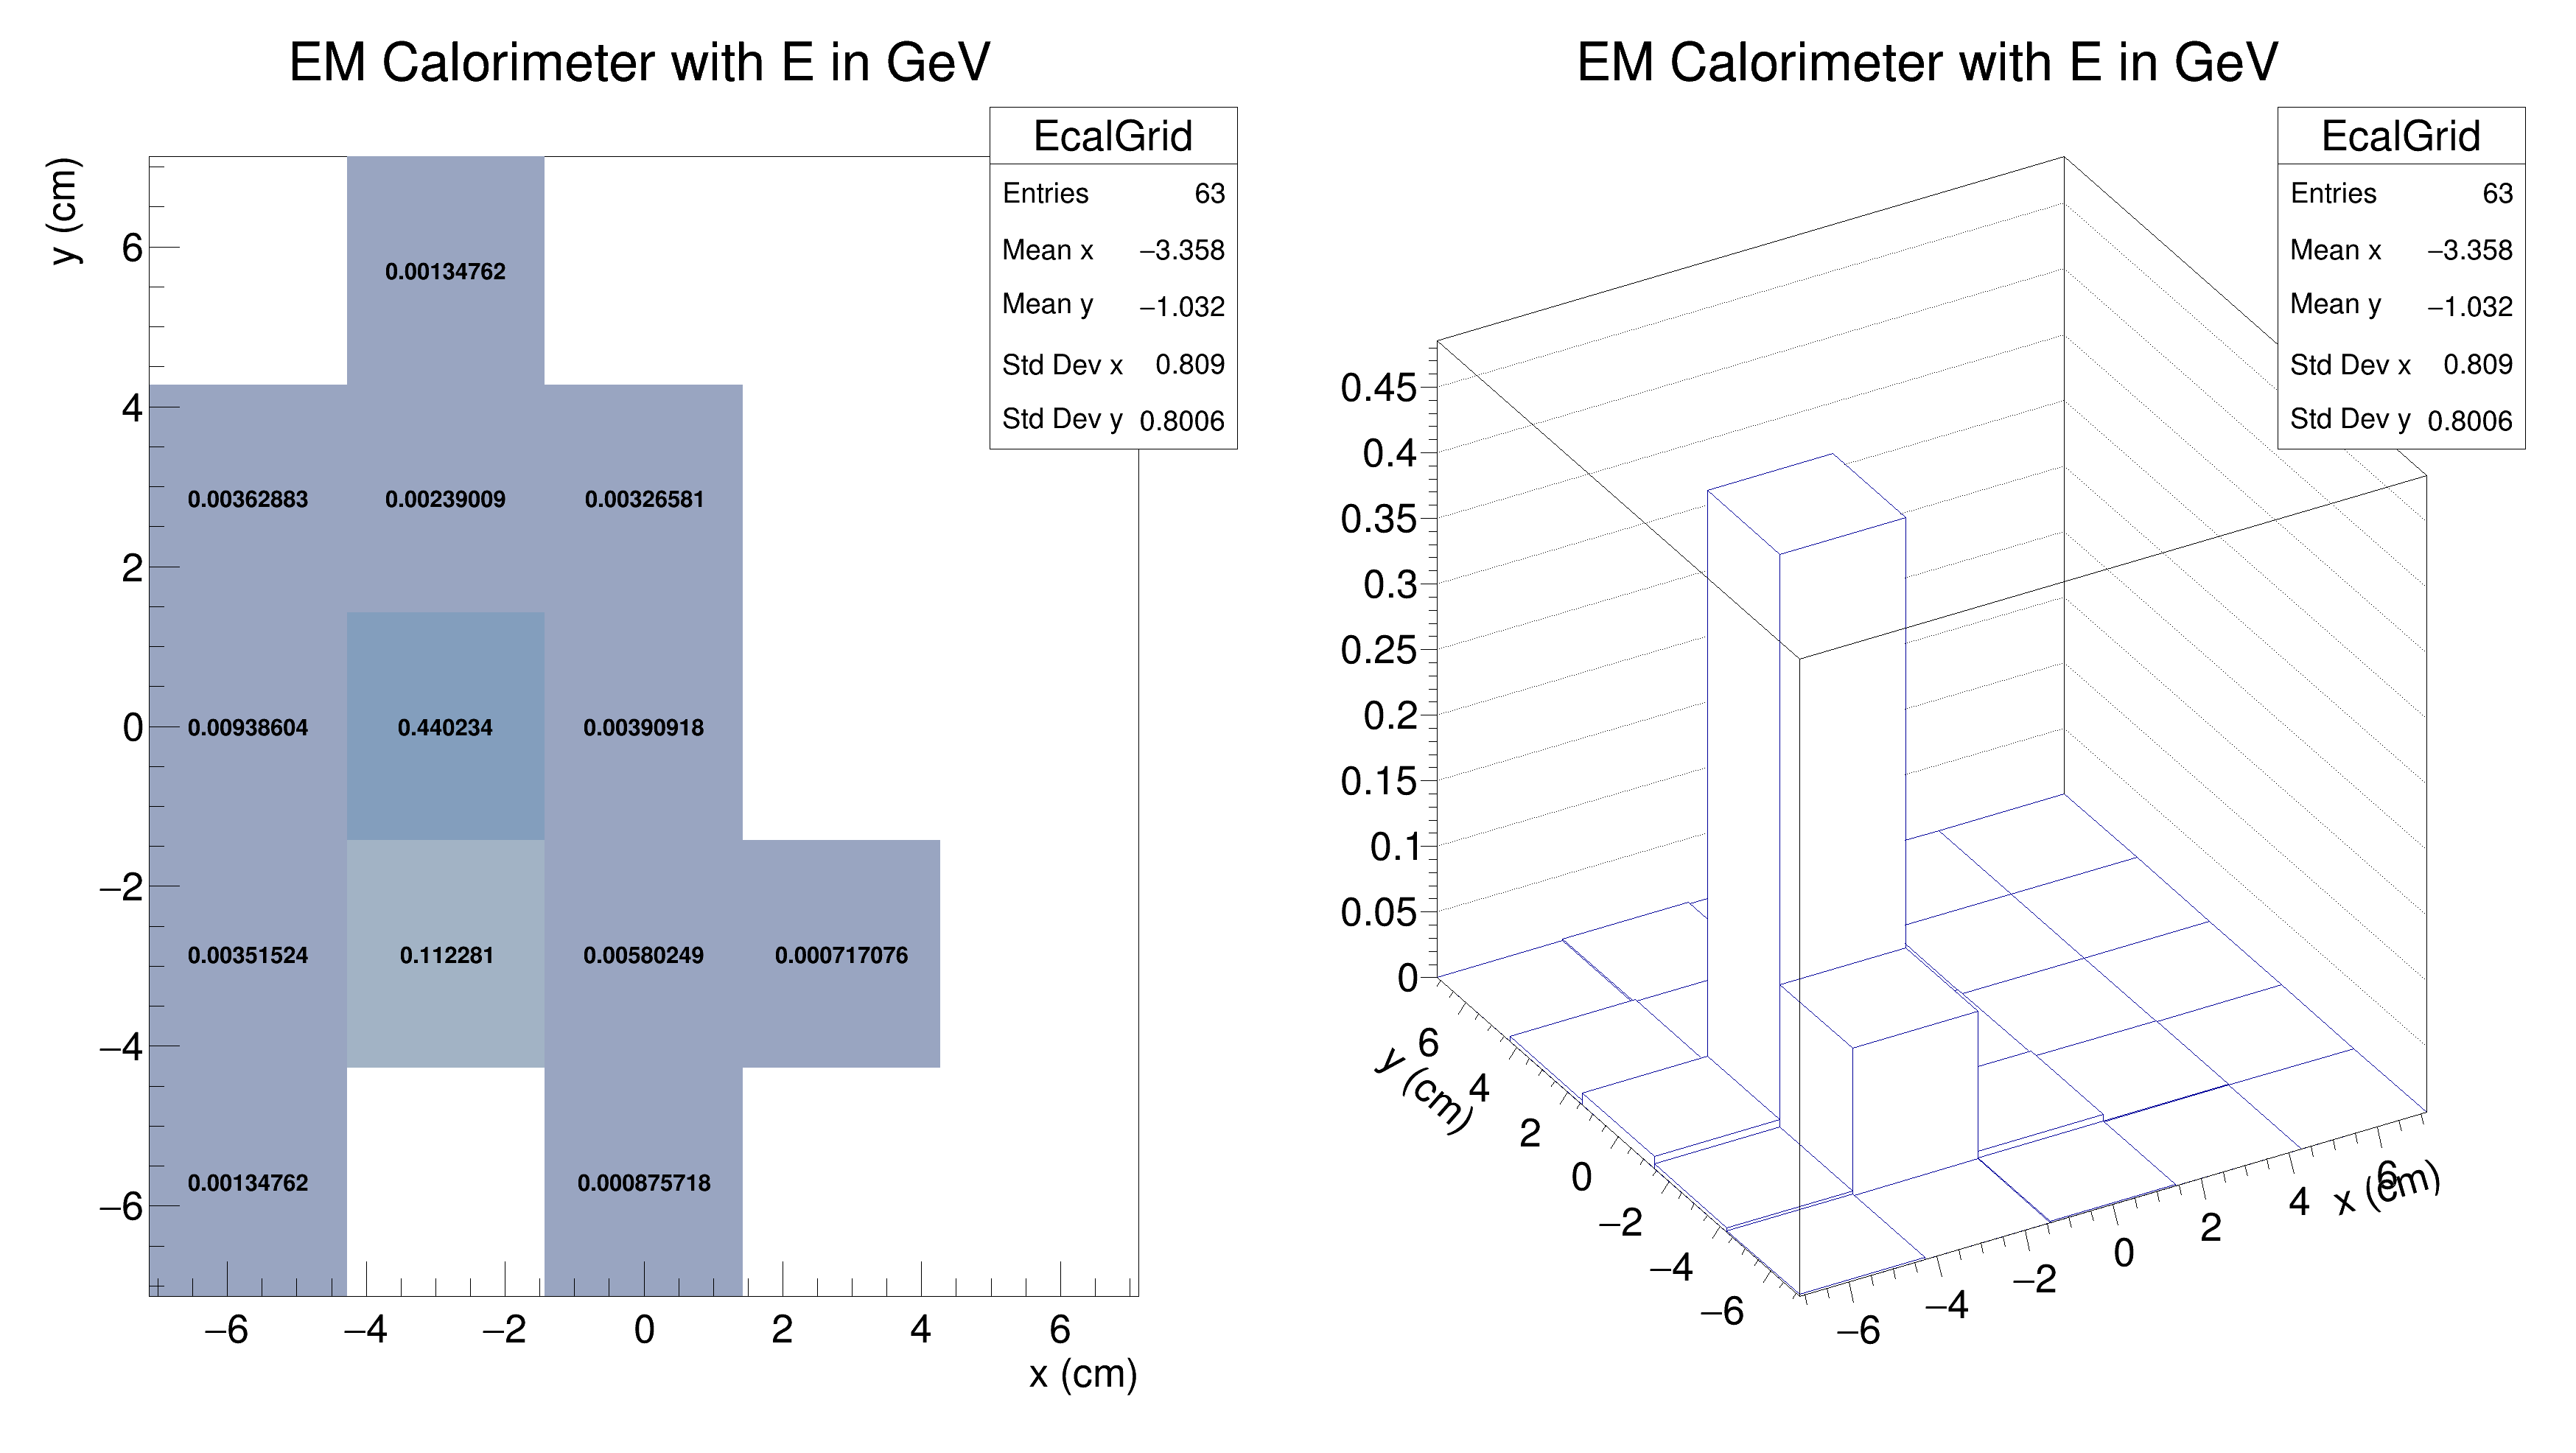 EM Calorimeter with E in GeV
EcalGrid
Entries 63
Mean x −3.358
Mean y −1.032
Std Dev x 0.809
Std Dev y 0.8006
y (cm)
6
4
2
0
−2
−4
−6
0.00134762
0.00362883 0.00239009 0.00326581
0.00938604 0.440234 0.00390918
0.00351524 0.112281 0.00580249 0.000717076
0.00134762 0.000875718
−6 −4 −2 0 2 4 6
x (cm)
EM Calorimeter with E in GeV
EcalGrid
Entries 63
Mean x −3.358
Mean y −1.032
Std Dev x 0.809
Std Dev y 0.8006
0.45
0.4
0.35
0.3
0.25
0.2
0.15
0.1
0.05
0
y (cm)
6
4
2
0
−2
−4
−6
−6 −4 −2 0 2 4 6
x (cm)